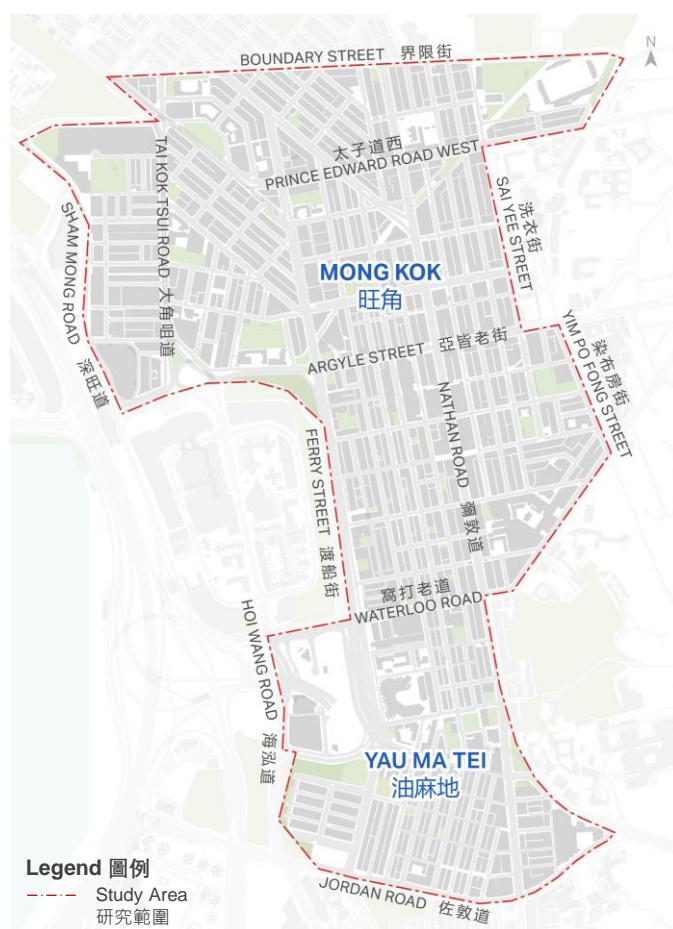 BOUNDARY STREET 界限街
N
太子道西
PRINCE EDWARD ROAD WEST
TAI KOK TSUI ROAD 大角咀道
SHAM MONG ROAD 深旺道
洗衣街
SAI YEE STREET
MONG KOK
旺角
ARGYLE STREET 亞皆老街
染布房街
YIM PO FONG STREET
NATHAN ROAD 彌敦道
FERRY STREET 渡船街
窩打老道
WATERLOO ROAD
HOI WANG ROAD 海泓道
YAU MA TEI
油麻地
JORDAN ROAD 佐敦道
Legend 圖例
Study Area
研究範圍